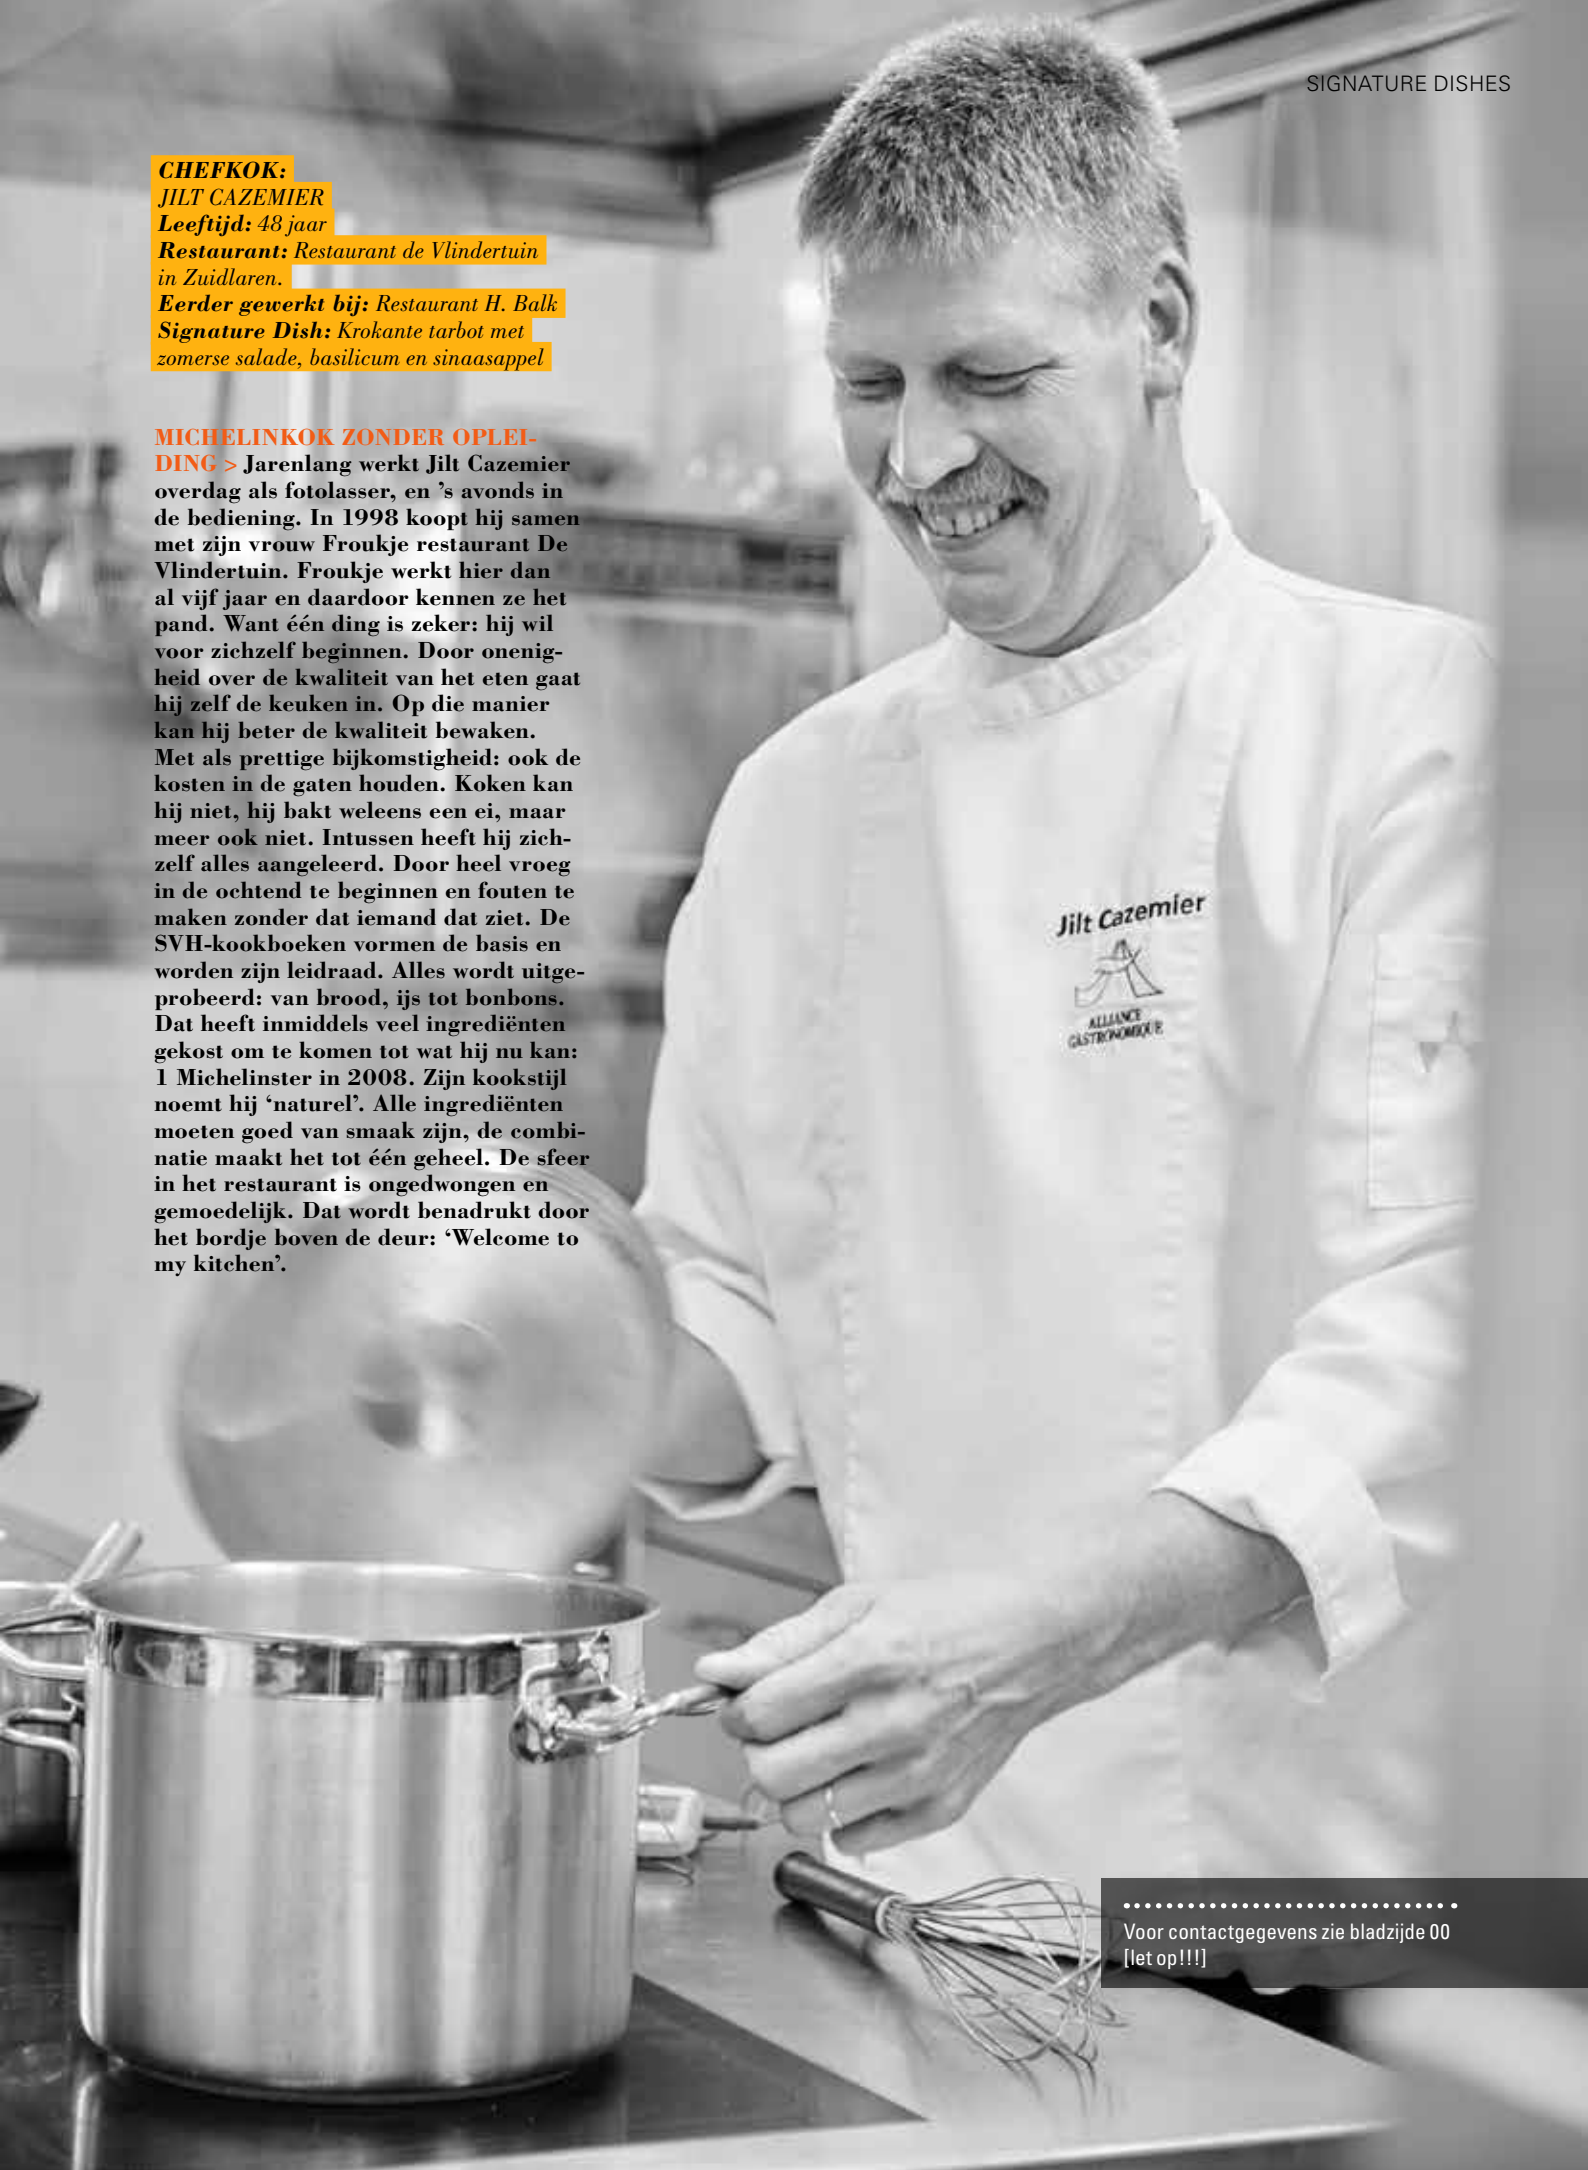 SIGNATURE DISHES
CHEFKOK:
JILT CAZEMIER
Leeftijd: 48 jaar
Restaurant: Restaurant de Vlindertuin
in Zuidlaren.
Eerder gewerkt bij: Restaurant H. Balk
Signature Dish: Krokante tarbot met
zomerse salade, basilicum en sinaasappel
MICHELINKOK ZONDER OPLEI-
DING > Jarenlang werkt Jilt Cazemier
overdag als fotolasser, en ’s avonds in
de bediening. In 1998 koopt hij samen
met zijn vrouw Froukje restaurant De
Vlindertuin. Froukje werkt hier dan
al vijf jaar en daardoor kennen ze het
pand. Want één ding is zeker: hij wil
voor zichzelf beginnen. Door onenig-
heid over de kwaliteit van het eten gaat
hij zelf de keuken in. Op die manier
kan hij beter de kwaliteit bewaken.
Met als prettige bijkomstigheid: ook de
kosten in de gaten houden. Koken kan
hij niet, hij bakt weleens een ei, maar
meer ook niet. Intussen heeft hij zich-
zelf alles aangeleerd. Door heel vroeg
in de ochtend te beginnen en fouten te
maken zonder dat iemand dat ziet. De
SVH-kookboeken vormen de basis en
worden zijn leidraad. Alles wordt uitge-
probeerd: van brood, ijs tot bonbons.
Dat heeft inmiddels veel ingrediënten
gekost om te komen tot wat hij nu kan:
1 Michelinster in 2008. Zijn kookstijl
noemt hij ‘naturel’. Alle ingrediënten
moeten goed van smaak zijn, de combi-
natie maakt het tot één geheel. De sfeer
in het restaurant is ongedwongen en
gemoedelijk. Dat wordt benadrukt door
het bordje boven de deur: ‘Welcome to
my kitchen’.
Jilt Cazemier
ALLIANCE
GASTRONOMIQUE
Voor contactgegevens zie bladzijde 00
[let op!!!]